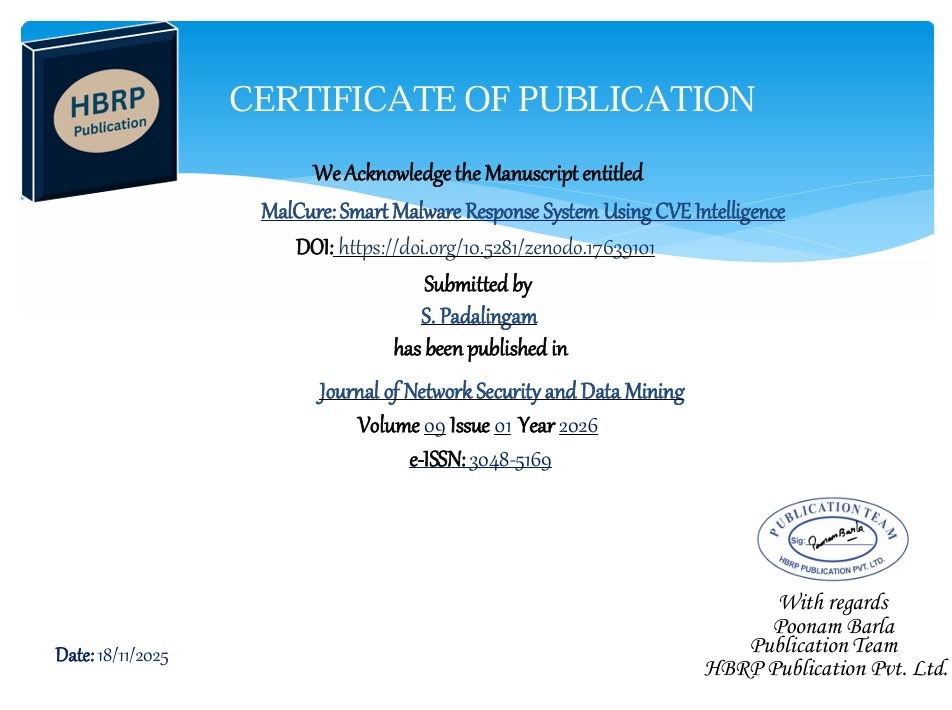 HBRP
Publication
CERTIFICATE OF PUBLICATION
We Acknowledge the Manuscript entitled
MalCure: Smart Malware Response System Using CVE Intelligence
DOI: https://doi.org/10.5281/zenodo.17639101
Submitted by
S. Padalingam
has been published in
Journal of Network Security and Data Mining
Volume 09 Issue 01 Year 2026
e-ISSN: 3048-5169
PUBLICATION TEAM
Sig: Poonam Barla
HBRP PUBLICATION PVT. LTD.
With regards
Poonam Barla
Publication Team
HBRP Publication Pvt. Ltd.
Date: 18/11/2025